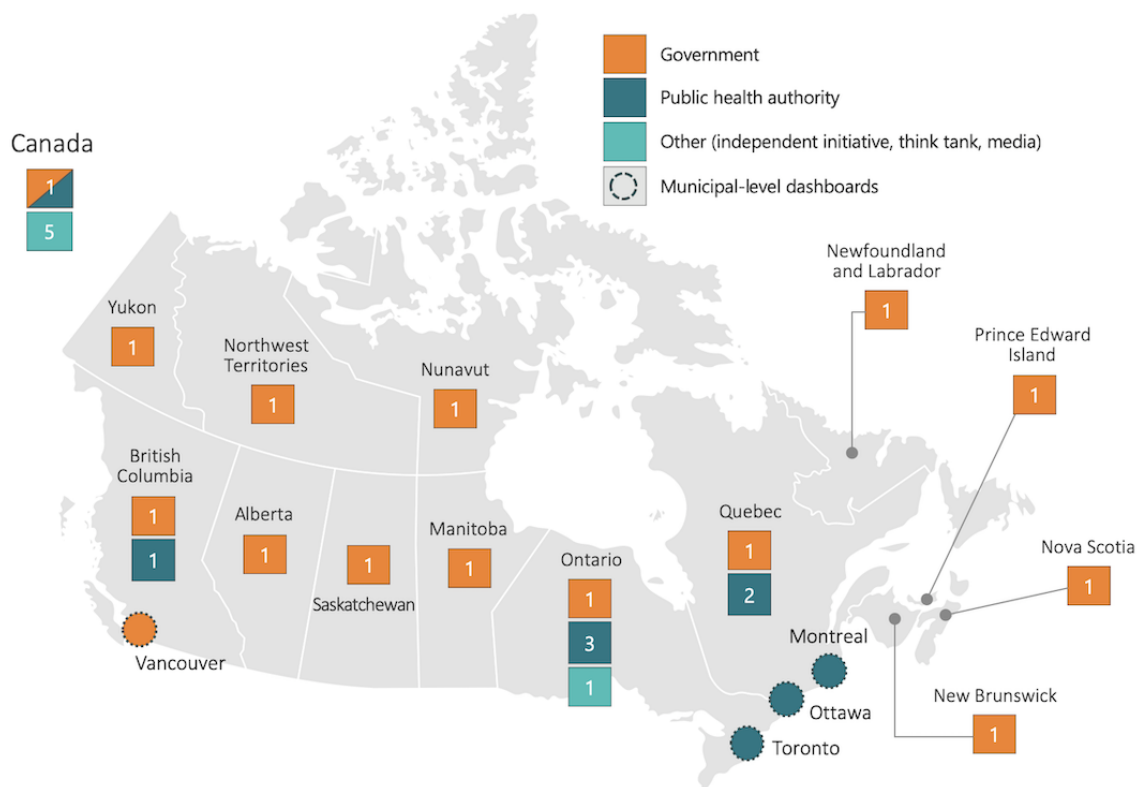 Government
Public health authority
Other (independent initiative, think tank, media)
Municipal-level dashboards
Canada
1
5
Yukon
1
Northwest
Territories
1
Nunavut
1
Newfoundland
and Labrador
1
Prince Edward
Island
1
British
Columbia
1
1
Alberta
1
1
Saskatchewan
Manitoba
1
Ontario
1
3
1
Quebec
1
2
Nova Scotia
1
Vancouver
Montreal
Ottawa
Toronto
New Brunswick
1